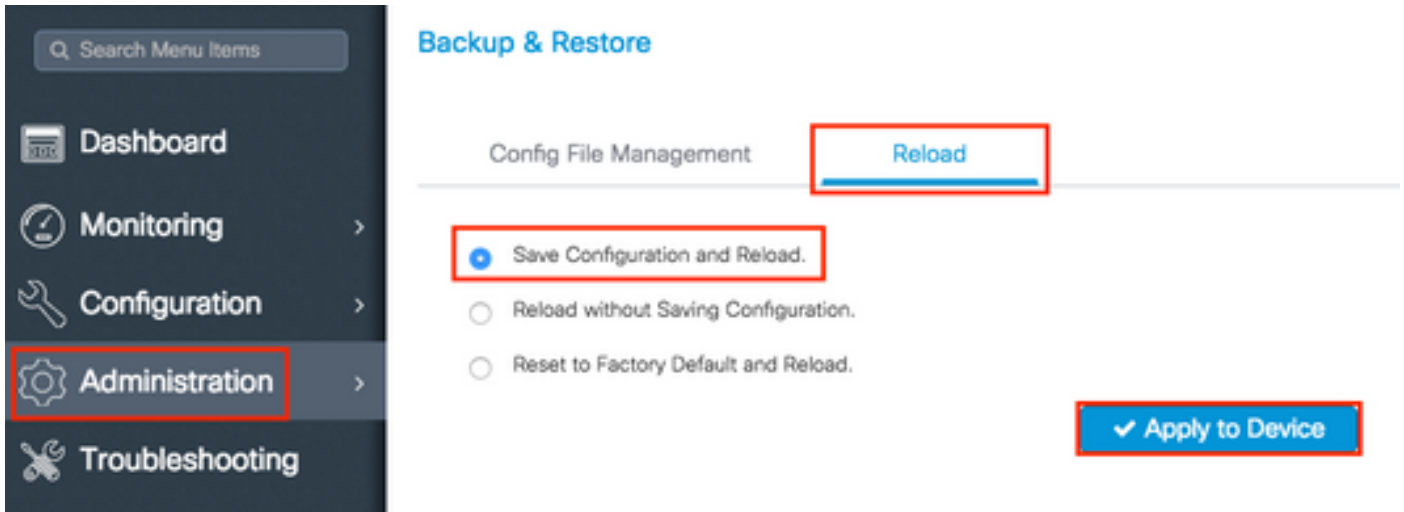 Search Menu Items
Dashboard
Monitoring
Configuration
Administration
Troubleshooting
Backup & Restore
Config File Management
Reload
Save Configuration and Reload.
Reload without Saving Configuration.
Reset to Factory Default and Reload.
Apply to Device